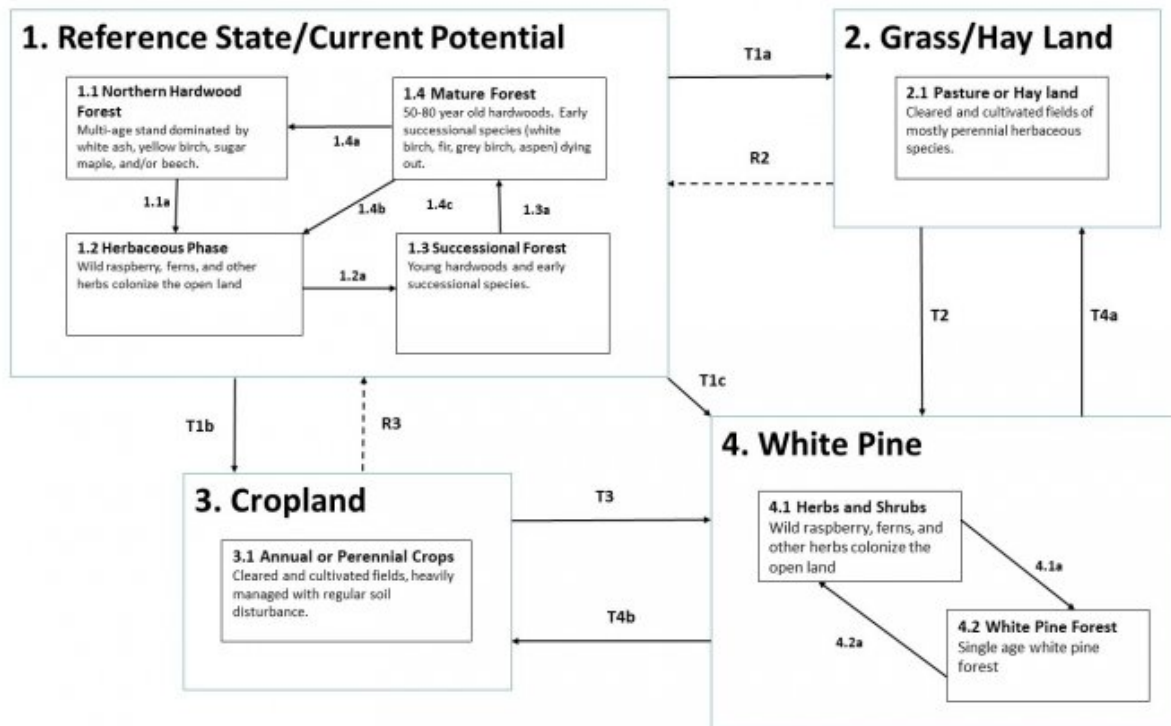 1. Reference State/Current Potential
1.1 Northern Hardwood
Forest
Multi-age stand dominated by
white ash, yellow birch, sugar
maple, and/or beech.
1.4a
1.4 Mature Forest
50-80 year old hardwoods. Early
successional species (white
birch, fir, grey birch, aspen) dying
out.
1.1a
1.4b
1.4c
1.3a
1.2 Herbaceous Phase
Wild raspberry, ferns, and other
herbs colonize the open land
1.2a
1.3 Successional Forest
Young hardwoods and early
successional species.
T1a
R2
2. Grass/Hay Land
2.1 Pasture or Hay land
Cleared and cultivated fields of
mostly perennial herbaceous
species.
T2
T4a
T1c
T1b
R3
3. Cropland
3.1 Annual or Perennial Crops
Cleared and cultivated fields, heavily
managed with regular soil
disturbance.
T3
T4b
4. White Pine
4.1 Herbs and Shrubs
Wild raspberry, ferns, and
other herbs colonize the
open land
4.1a
4.2a
4.2 White Pine Forest
Single age white pine
forest